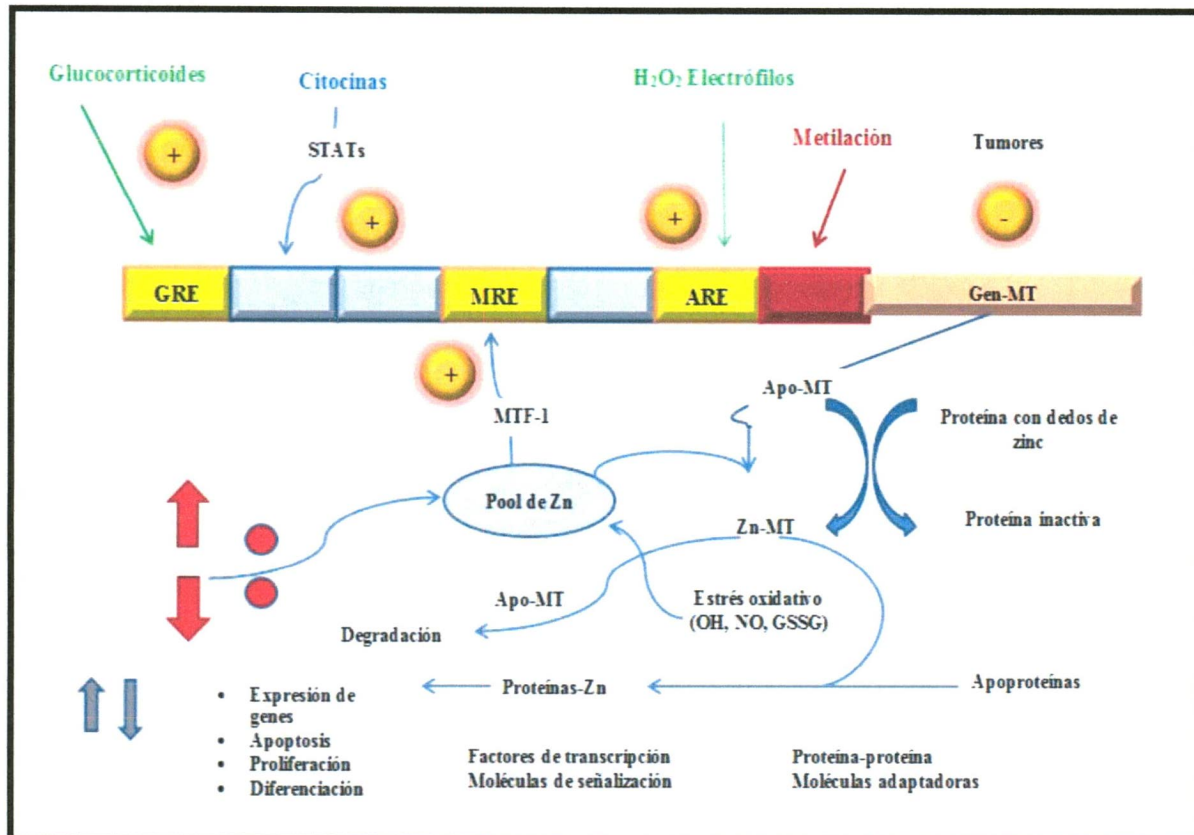 Glucocorticoides
Citocinas
H₂O₂ Electrófilos
STATs
Metilación
Tumores
+
+
+
-
GRE
MRE
ARE
Gen-MT
+
MTF-1
Apo-MT
Proteína con dedos de
zinc
Pool de Zn
Zn-MT
Proteína inactiva
Apo-MT
Estrés oxidativo
(OH, NO, GSSG)
Degradación
Proteínas-Zn
Apoproteínas
• Expresión de
genes
• Apoptosis
• Proliferación
• Diferenciación
Factores de transcripción
Moléculas de señalización
Proteína-proteína
Moléculas adaptadoras